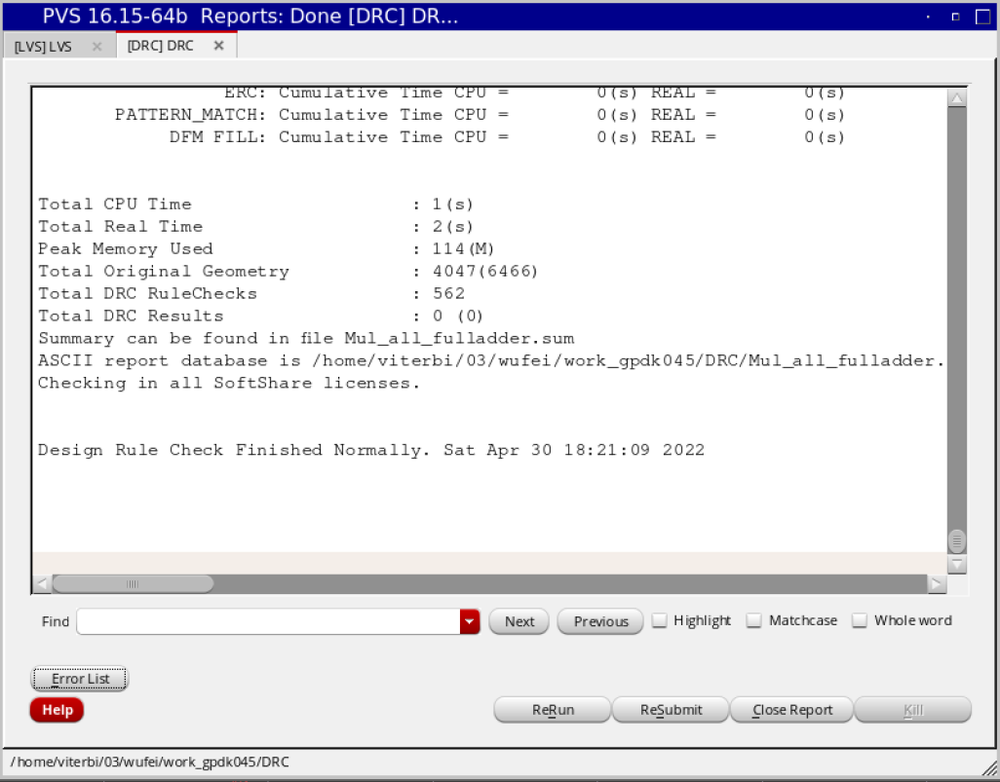 PVS 16.15-64b Reports: Done [DRC] DR...
[LVS] LVS × [DRC] DRC ×
ERC: Cumulative Time CPU = 0(s) REAL = 0(s)
PATTERN_MATCH: Cumulative Time CPU = 0(s) REAL = 0(s)
DFM FILL: Cumulative Time CPU = 0(s) REAL = 0(s)
Total CPU Time : 1(s)
Total Real Time : 2(s)
Peak Memory Used : 114(M)
Total Original Geometry : 4047(6466)
Total DRC RuleChecks : 562
Total DRC Results : 0 (0)
Summary can be found in file Mul_all_fulladder.sum
ASCII report database is /home/viterbi/03/wufei/work_gpdk045/DRC/Mul_all_fulladder.
Checking in all SoftShare licenses.
Design Rule Check Finished Normally. Sat Apr 30 18:21:09 2022
Find Next Previous Highlight Matchcase Whole word
Error List
Help ReRun ReSubmit Close Report Kill
/home/viterbi/03/wufei/work_gpdk045/DRC